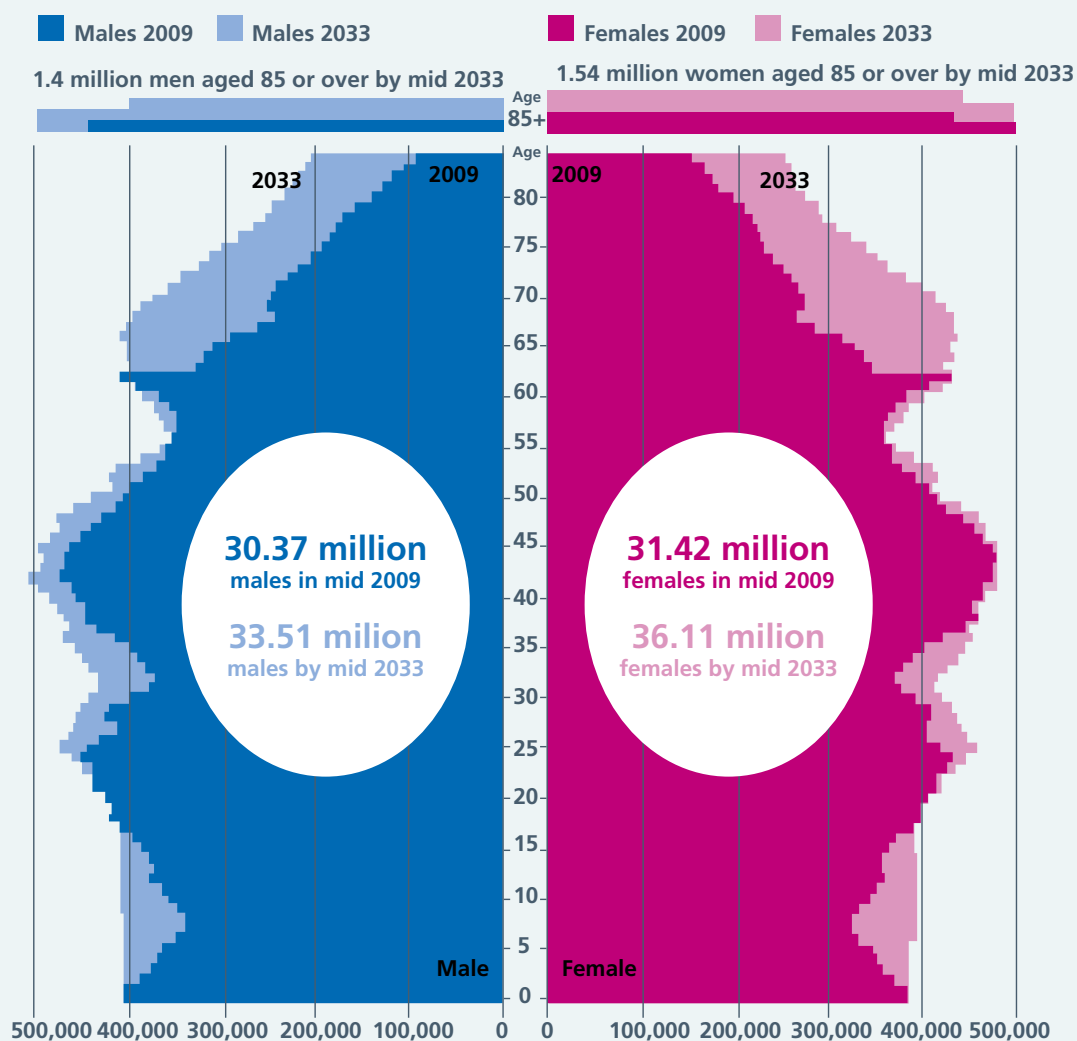 Males 2009 Males 2033 Females 2009 Females 2033
1.4 million men aged 85 or over by mid 2033
1.54 million women aged 85 or over by mid 2033
Age
85+
Age
2033 2009 2009 2033
80
75
70
65
60
55
50
45
40
35
30
25
20
15
10
5
0
30.37 million
males in mid 2009
33.51 milion
males by mid 2033
31.42 million
females in mid 2009
36.11 milion
females by mid 2033
Male Female
500,000 400,000 300,000 200,000 100,000 0 0 100,000 200,000 300,000 400,000 500,000